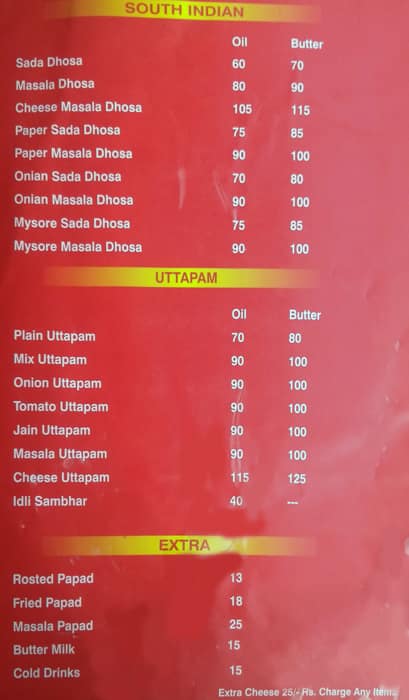 SOUTH INDIAN
Oil Butter
Sada Dhosa 60 70
Masala Dhosa 80 90
Cheese Masala Dhosa 105 115
Paper Sada Dhosa 75 85
Paper Masala Dhosa 90 100
Onian Sada Dhosa 70 80
Onian Masala Dhosa 90 100
Mysore Sada Dhosa 75 85
Mysore Masala Dhosa 90 100
UTTAPAM
Oil Butter
Plain Uttapam 70 80
Mix Uttapam 90 100
Onion Uttapam 90 100
Tomato Uttapam 90 100
Jain Uttapam 90 100
Masala Uttapam 90 100
Cheese Uttapam 115 125
Idli Sambhar 40 ---
EXTRA
Rosted Papad 13
Fried Papad 18
Masala Papad 25
Butter Milk 15
Cold Drinks 15
Extra Cheese 25/- Rs. Charge Any Item.